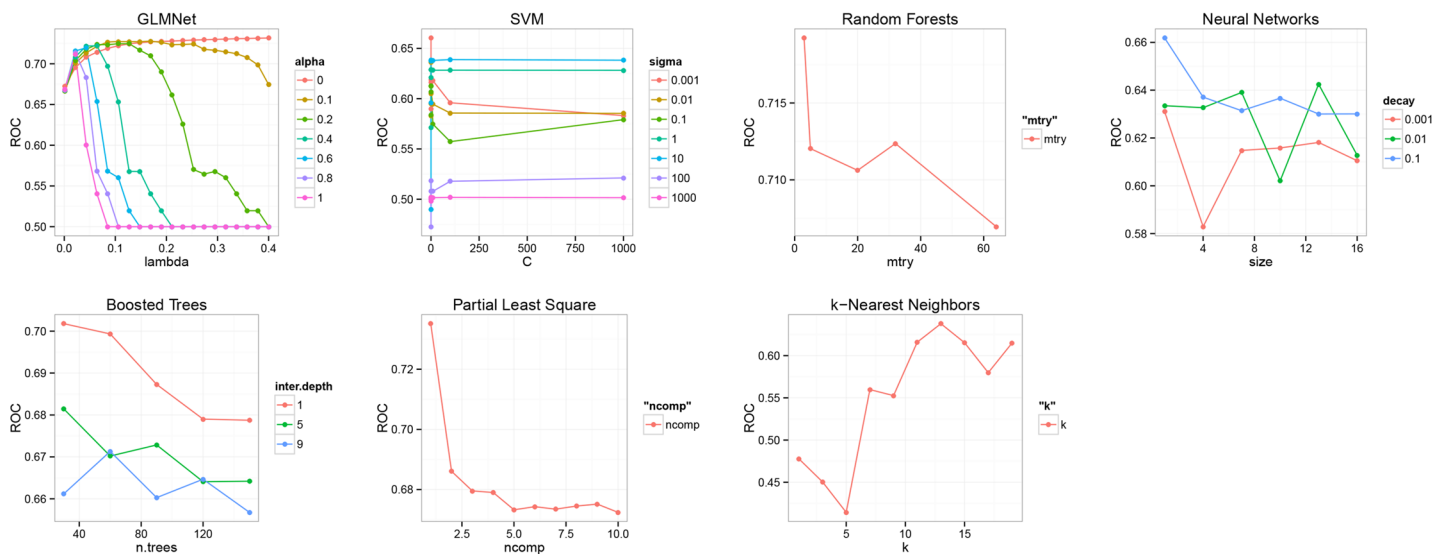 GLMNet
ROC
0.70
0.65
0.60
0.55
0.50
0.0 0.1 0.2 0.3 0.4
lambda
alpha
0
0.1
0.2
0.4
0.6
0.8
1
SVM
ROC
0.65
0.60
0.55
0.50
0 250 500 750 1000
C
sigma
0.001
0.01
0.1
1
10
100
1000
Random Forests
ROC
0.715
0.710
0 20 40 60
mtry
"mtry"
mtry
Neural Networks
ROC
0.66
0.64
0.62
0.60
0.58
4 8 12 16
size
decay
0.001
0.01
0.1
Boosted Trees
ROC
0.70
0.69
0.68
0.67
0.66
40 80 120
n.trees
inter.depth
1
5
9
Partial Least Square
ROC
0.72
0.70
0.68
2.5 5.0 7.5 10.0
ncomp
"ncomp"
ncomp
k−Nearest Neighbors
ROC
0.60
0.55
0.50
0.45
5 10 15
k
"k"
k